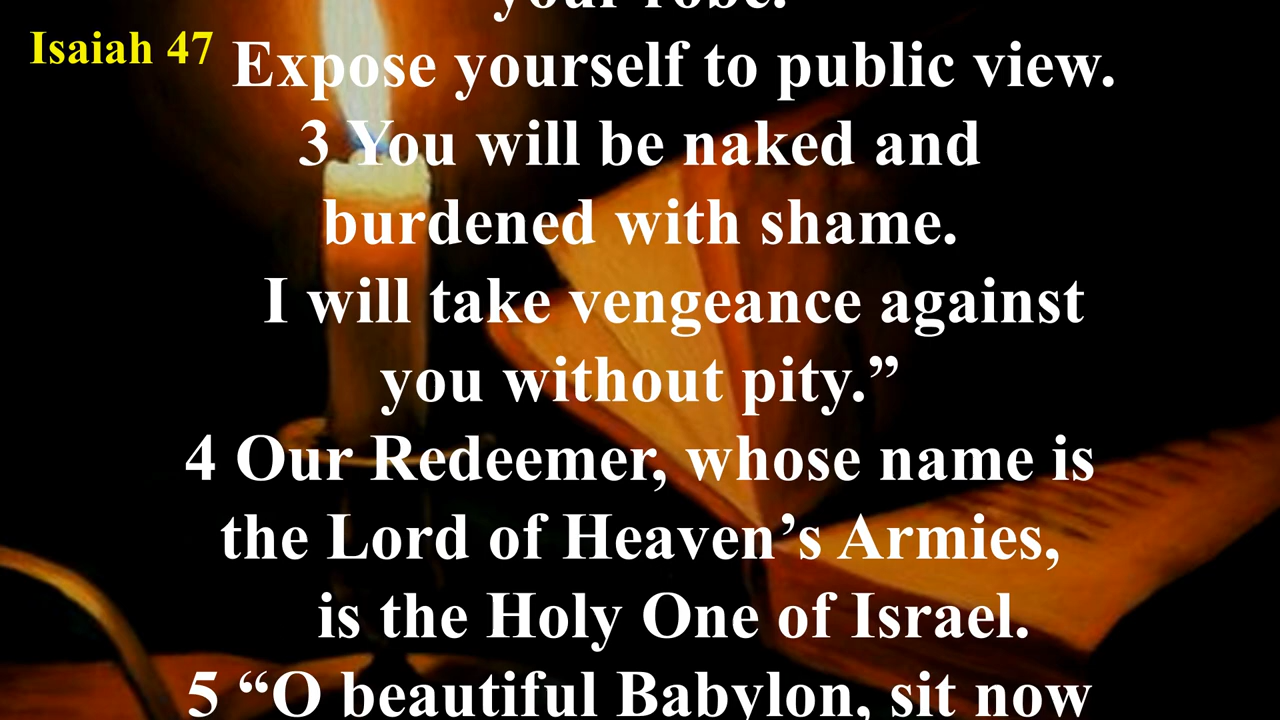 your robe.
Isaiah 47
Expose yourself to public view.
3 You will be naked and
burdened with shame.
I will take vengeance against
you without pity.”
4 Our Redeemer, whose name is
the Lord of Heaven’s Armies,
is the Holy One of Israel.
5 “O beautiful Babylon, sit now